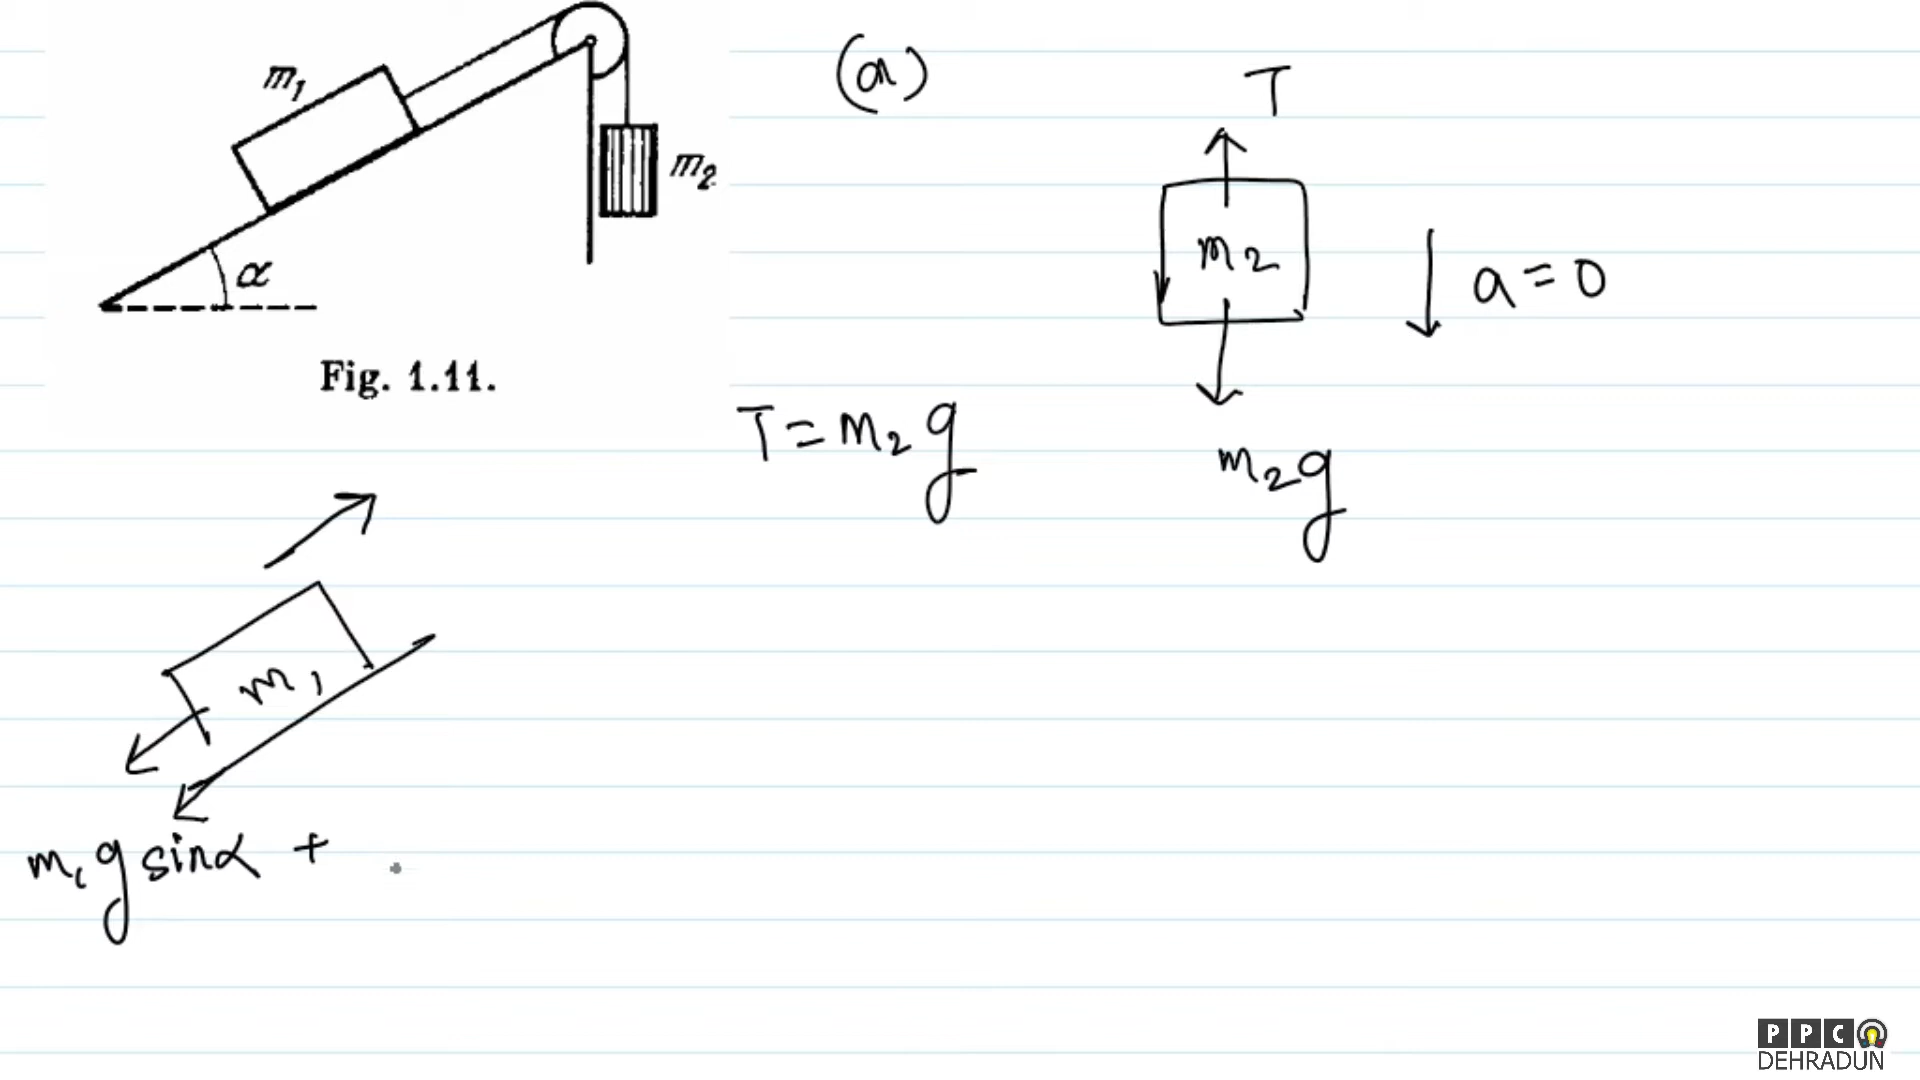 m₁
(a)
T
m₂
α
m₂
a = 0
Fig. 1.11.
T = m₂g
m₂g
m₁
m₁g sinα +
PPC
DEHRADUN